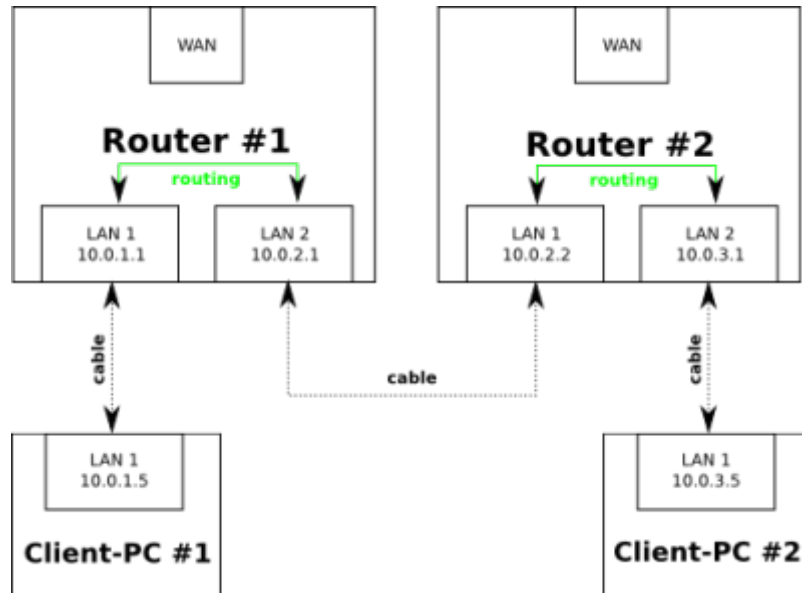 WAN
Router #1
routing
LAN 1
10.0.1.1
LAN 2
10.0.2.1
WAN
Router #2
routing
LAN 1
10.0.2.2
LAN 2
10.0.3.1
cable
cable
cable
LAN 1
10.0.1.5
Client-PC #1
LAN 1
10.0.3.5
Client-PC #2